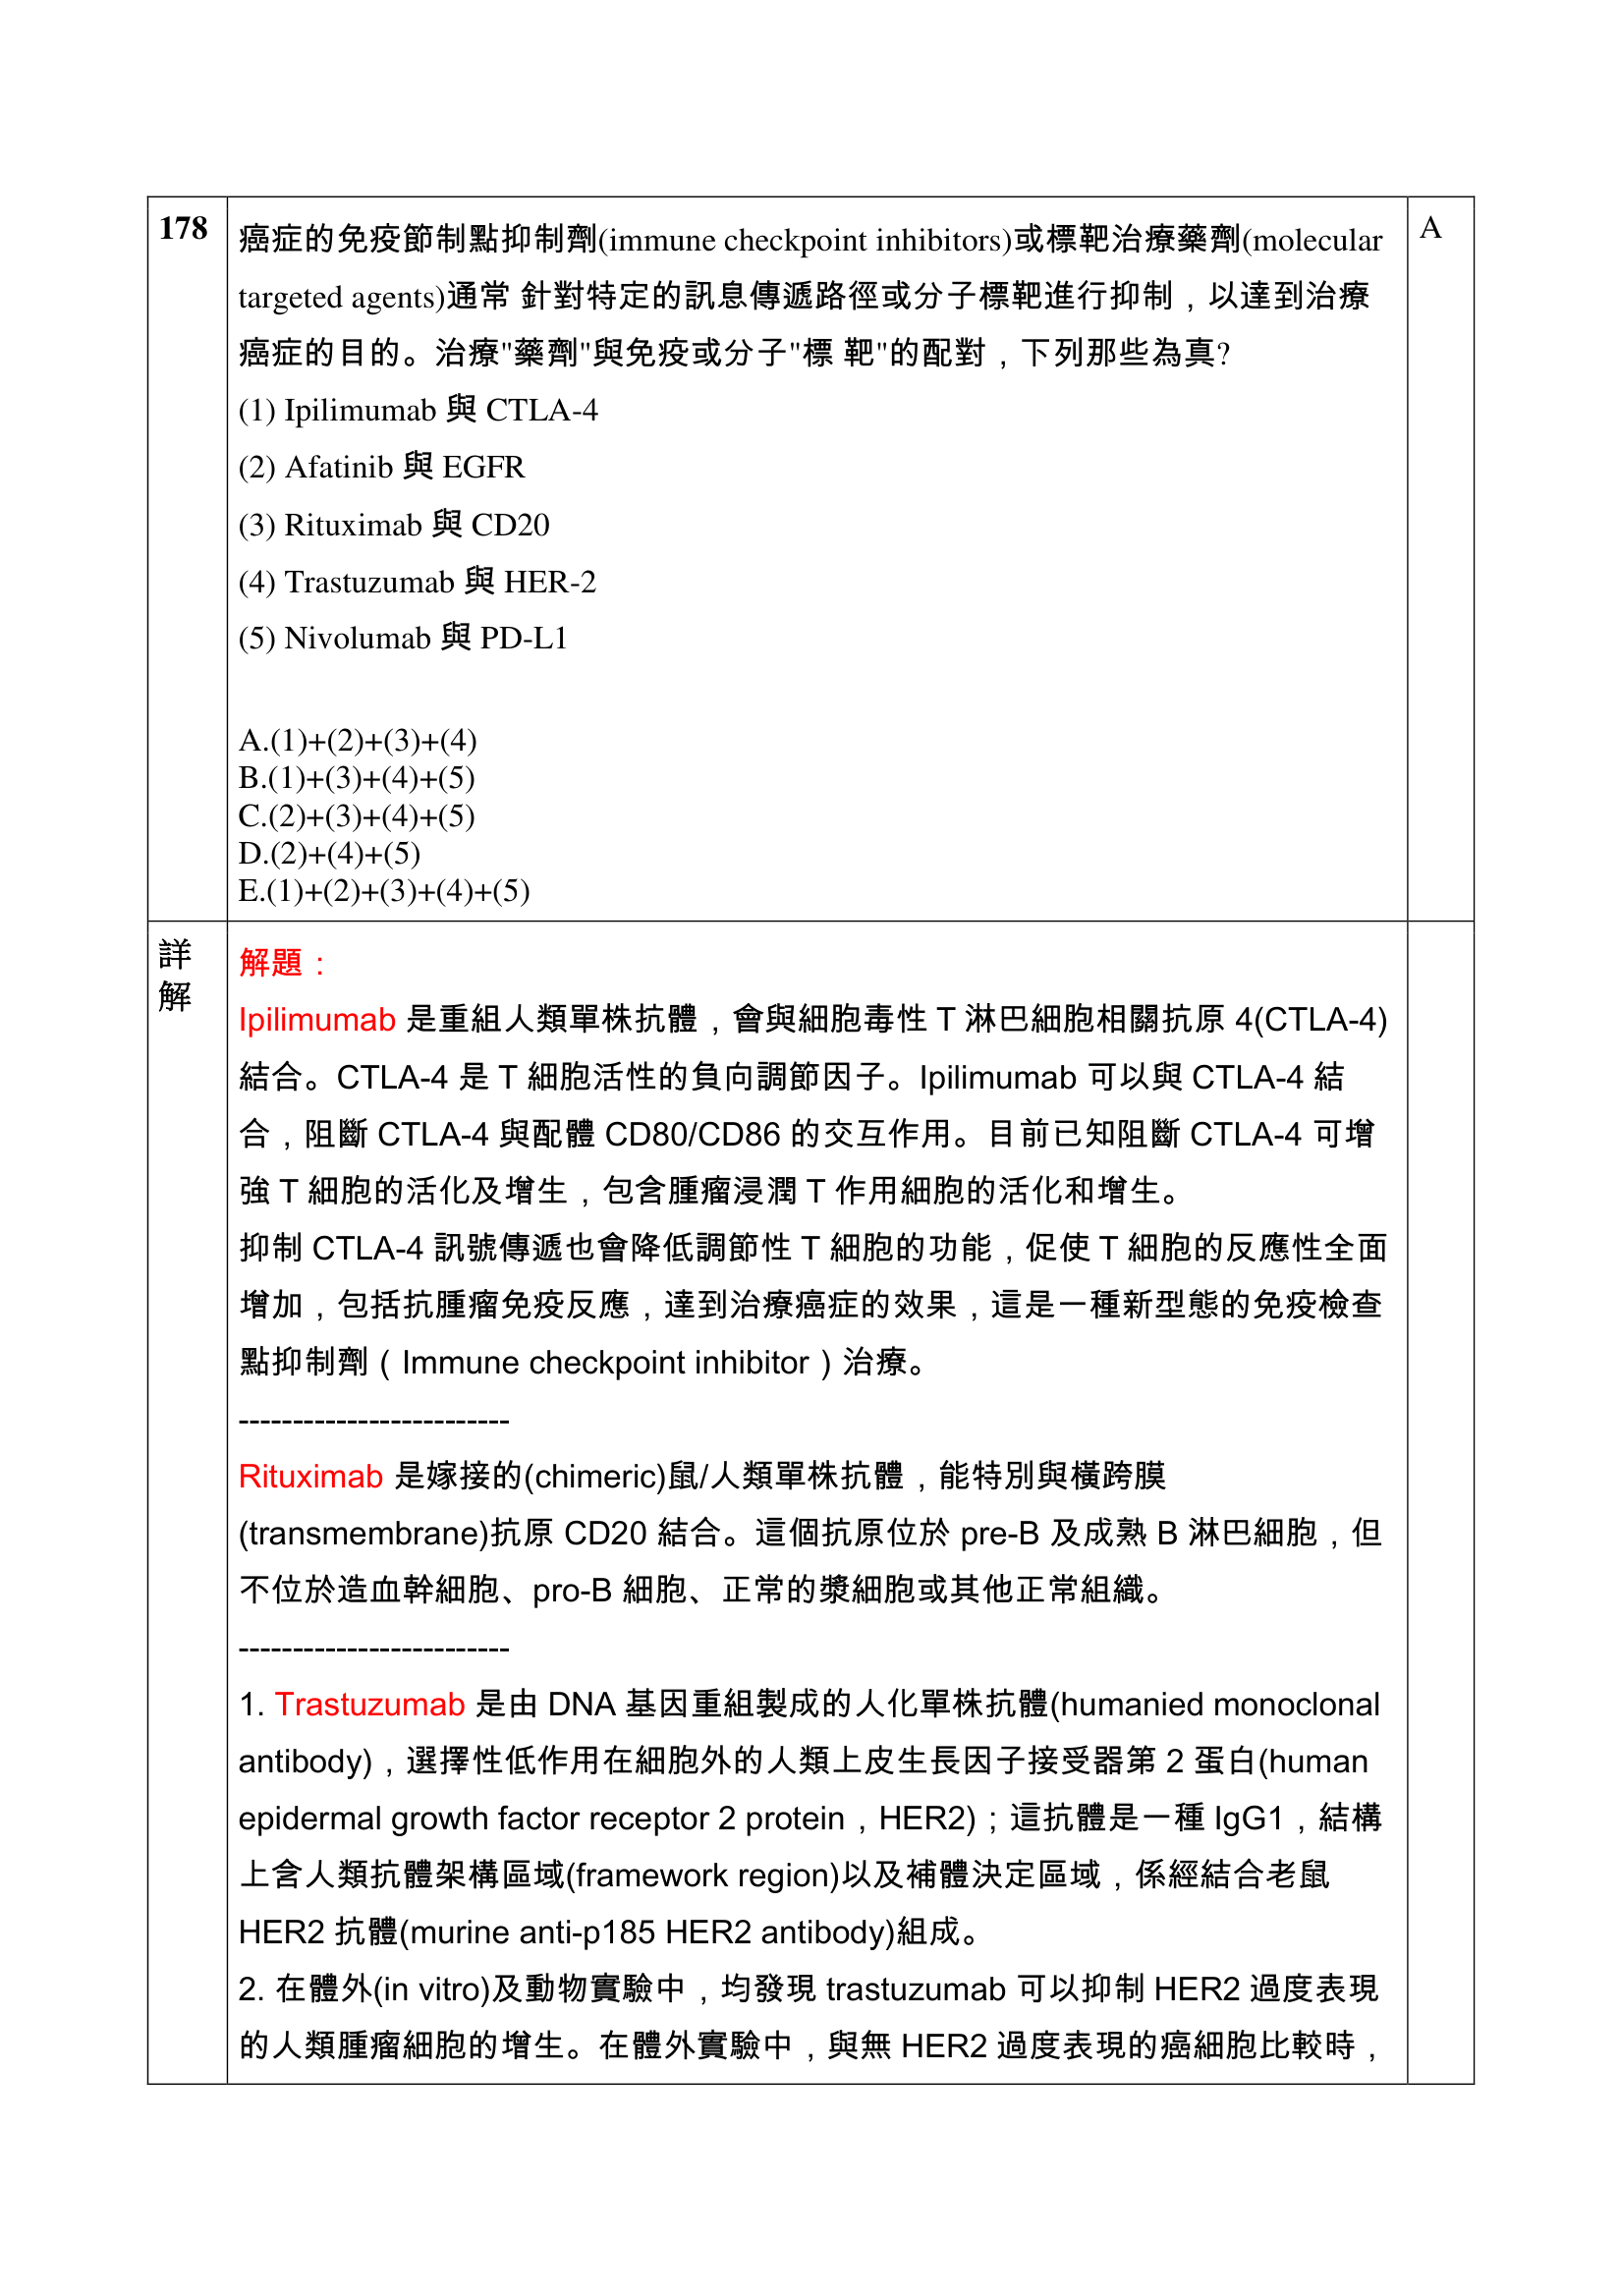 178
癌症的免疫節制點抑制劑(immune checkpoint inhibitors)或標靶治療藥劑(molecular
targeted agents)通常 針對特定的訊息傳遞路徑或分子標靶進行抑制，以達到治療
癌症的目的。治療"藥劑"與免疫或分子"標 靶"的配對，下列那些為真?
(1) Ipilimumab 與 CTLA-4
(2) Afatinib 與 EGFR
(3) Rituximab 與 CD20
(4) Trastuzumab 與 HER-2
(5) Nivolumab 與 PD-L1
A.(1)+(2)+(3)+(4)
B.(1)+(3)+(4)+(5)
C.(2)+(3)+(4)+(5)
D.(2)+(4)+(5)
E.(1)+(2)+(3)+(4)+(5)
A
詳
解
解題：
Ipilimumab 是重組人類單株抗體，會與細胞毒性 T 淋巴細胞相關抗原 4(CTLA-4)
結合。CTLA-4 是 T 細胞活性的負向調節因子。Ipilimumab 可以與 CTLA-4 結
合，阻斷 CTLA-4 與配體 CD80/CD86 的交互作用。目前已知阻斷 CTLA-4 可增
強 T 細胞的活化及增生，包含腫瘤浸潤 T 作用細胞的活化和增生。
抑制 CTLA-4 訊號傳遞也會降低調節性 T 細胞的功能，促使 T 細胞的反應性全面
增加，包括抗腫瘤免疫反應，達到治療癌症的效果，這是一種新型態的免疫檢查
點抑制劑（Immune checkpoint inhibitor）治療。
-------------------------
Rituximab 是嫁接的(chimeric)鼠/人類單株抗體，能特別與橫跨膜
(transmembrane)抗原 CD20 結合。這個抗原位於 pre-B 及成熟 B 淋巴細胞，但
不位於造血幹細胞、pro-B 細胞、正常的漿細胞或其他正常組織。
-------------------------
1. Trastuzumab 是由 DNA 基因重組製成的人化單株抗體(humanied monoclonal
antibody)，選擇性低作用在細胞外的人類上皮生長因子接受器第 2 蛋白(human
epidermal growth factor receptor 2 protein，HER2)；這抗體是一種 IgG1，結構
上含人類抗體架構區域(framework region)以及補體決定區域，係經結合老鼠
HER2 抗體(murine anti-p185 HER2 antibody)組成。
2. 在體外(in vitro)及動物實驗中，均發現 trastuzumab 可以抑制 HER2 過度表現
的人類腫瘤細胞的增生。在體外實驗中，與無 HER2 過度表現的癌細胞比較時，